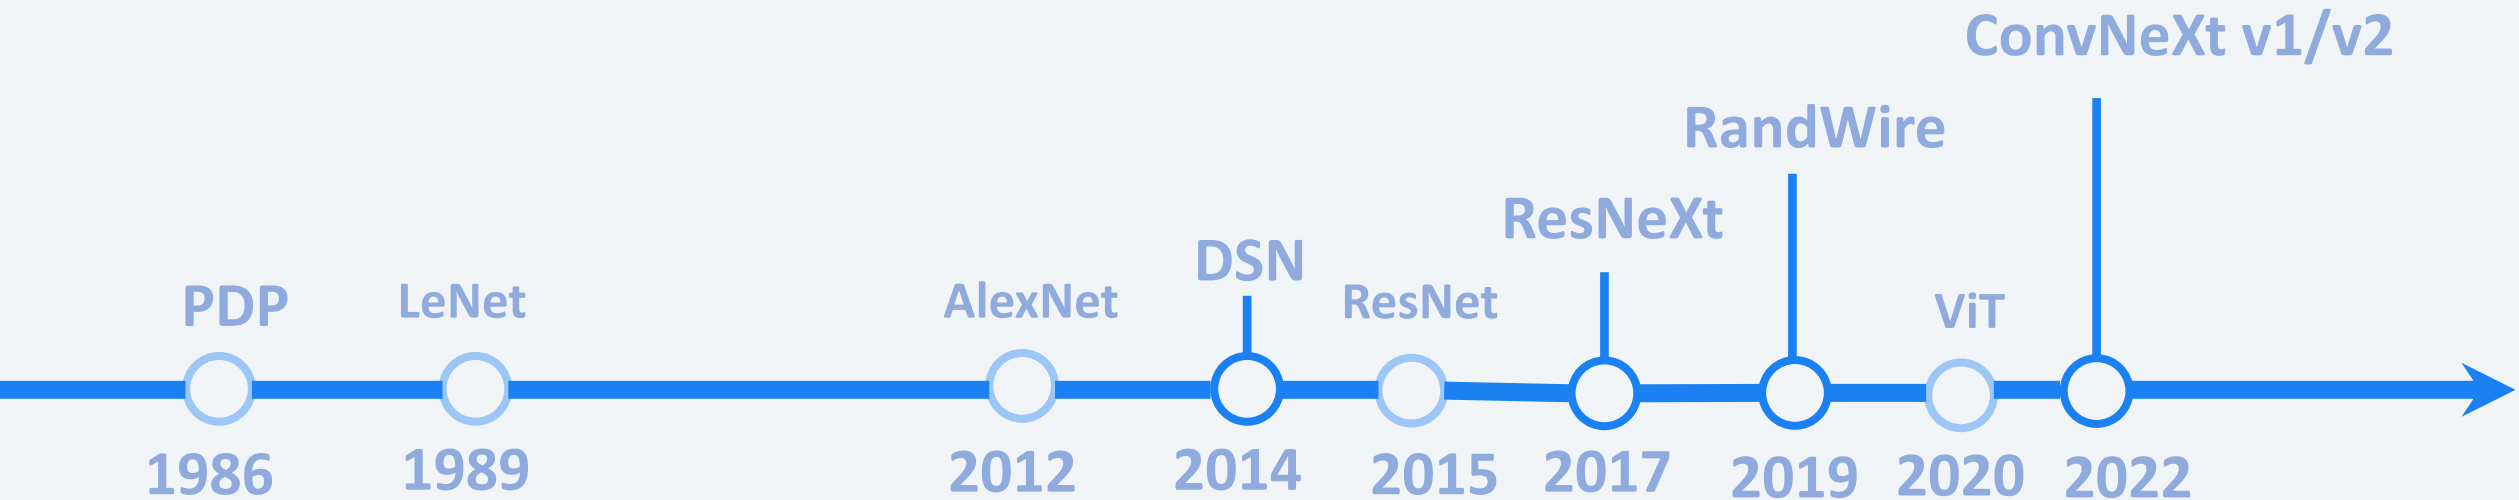 ConvNeXt v1/v2
RandWire
ResNeXt
DSN
PDP
LeNet
AlexNet
ResNet
ViT
1986
1989
2012
2014
2015
2017
2019
2020
2022